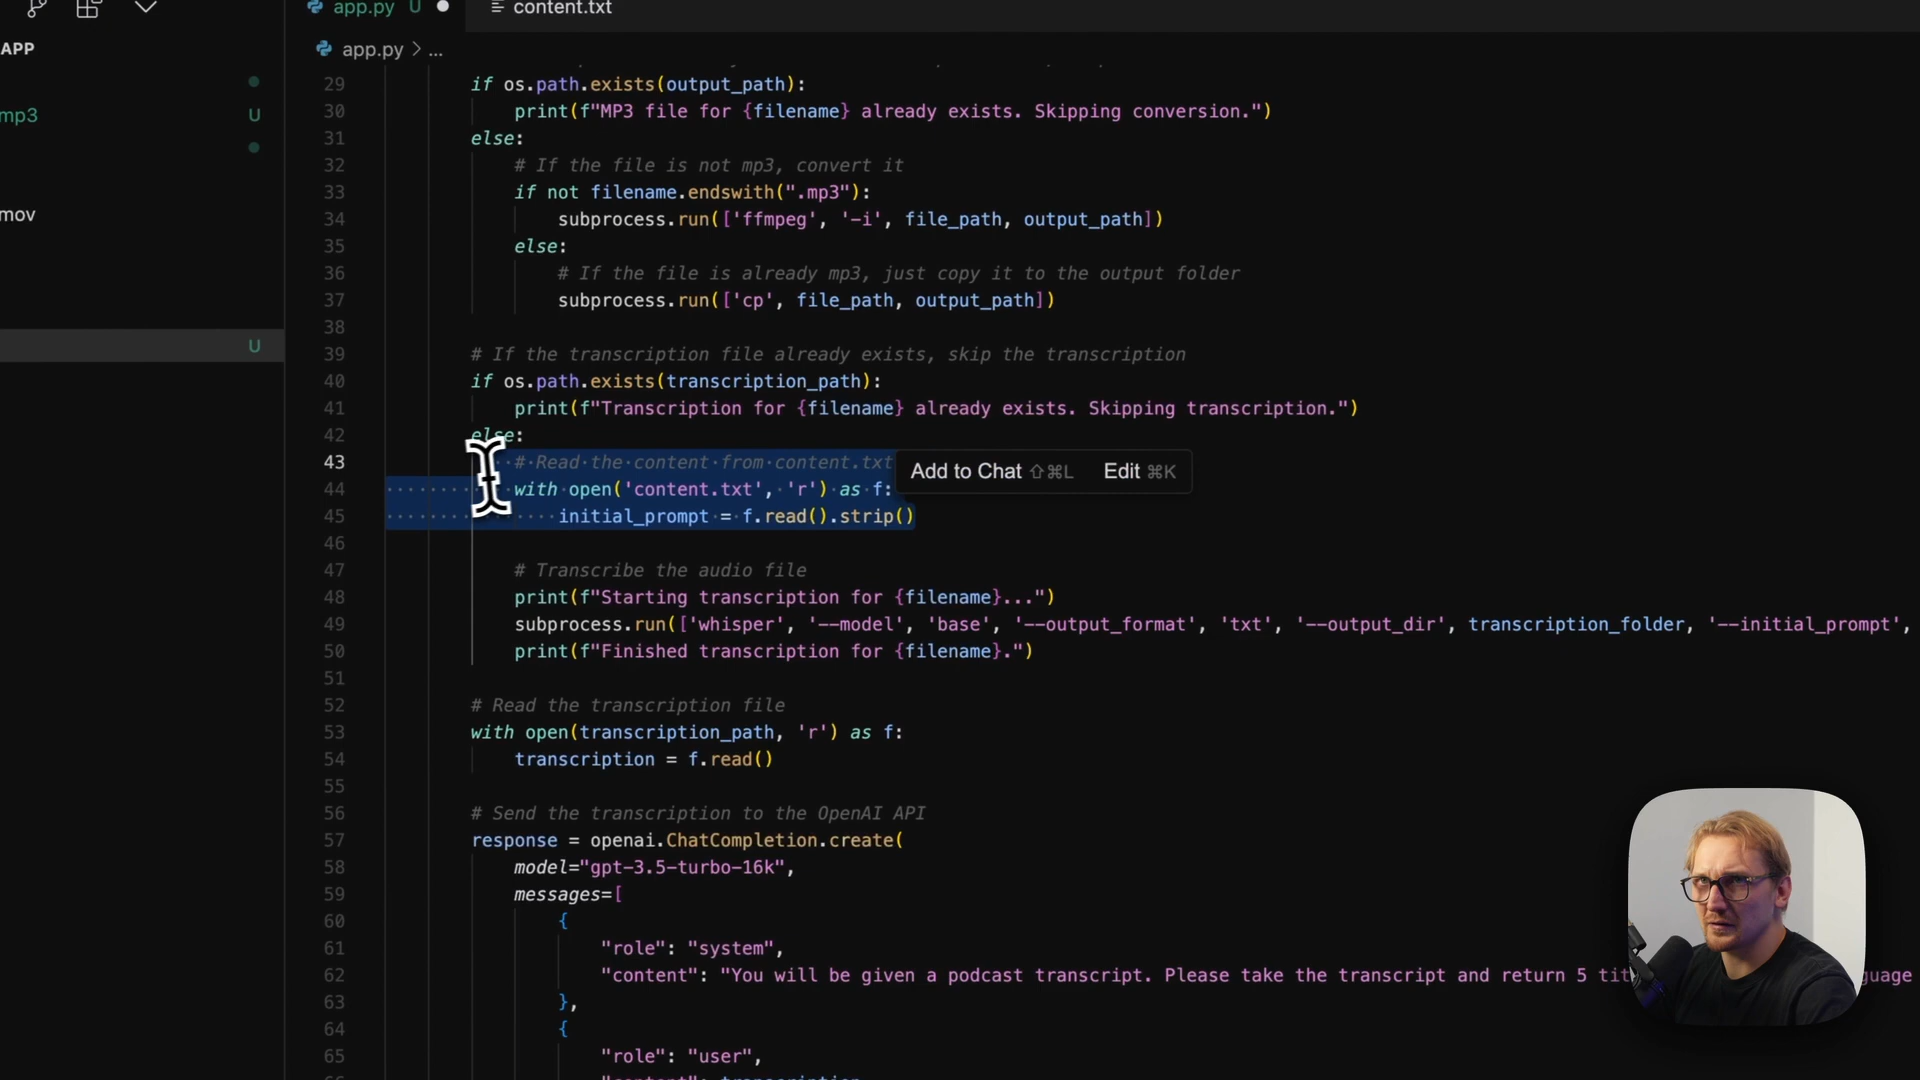 app.py U
content.txt
APP
app.py > ...
mp3 U
mov
U
29 if os.path.exists(output_path):
30 print(f"MP3 file for {filename} already exists. Skipping conversion.")
31 else:
32 # If the file is not mp3, convert it
33 if not filename.endswith(".mp3"):
34 subprocess.run(['ffmpeg', '-i', file_path, output_path])
35 else:
36 # If the file is already mp3, just copy it to the output folder
37 subprocess.run(['cp', file_path, output_path])
38
39 # If the transcription file already exists, skip the transcription
40 if os.path.exists(transcription_path):
41 print(f"Transcription for {filename} already exists. Skipping transcription.")
42 else:
43 # Read the content from content.txt
Add to Chat ⇧⌘L Edit ⌘K
44 with open('content.txt', 'r') as f:
45 initial_prompt = f.read().strip()
46
47 # Transcribe the audio file
48 print(f"Starting transcription for {filename}...")
49 subprocess.run(['whisper', '--model', 'base', '--output_format', 'txt', '--output_dir', transcription_folder, '--initial_prompt',
50 print(f"Finished transcription for {filename}.")
51
52 # Read the transcription file
53 with open(transcription_path, 'r') as f:
54 transcription = f.read()
55
56 # Send the transcription to the OpenAI API
57 response = openai.ChatCompletion.create(
58 model="gpt-3.5-turbo-16k",
59 messages=[
60 {
61 "role": "system",
62 "content": "You will be given a podcast transcript. Please take the transcript and return 5 tit guage
63 },
64 {
65 "role": "user",